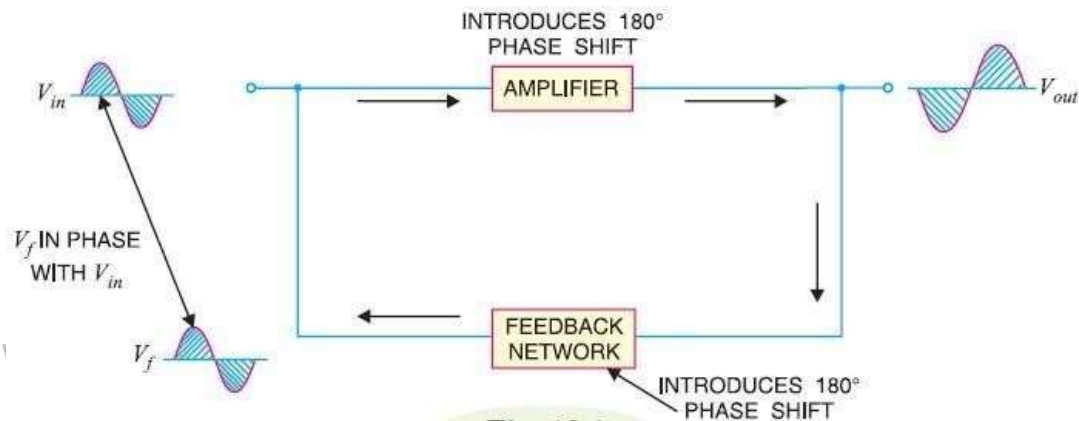 INTRODUCES 180°
PHASE SHIFT
V_in
AMPLIFIER
V_out
V_f IN PHASE
WITH V_in
V_f
FEEDBACK
NETWORK
INTRODUCES 180°
PHASE SHIFT